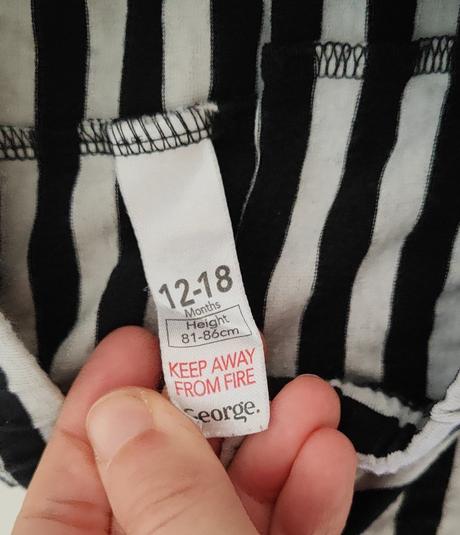 12-18
Months
Height
81-86cm
KEEP AWAY
FROM FIRE
George.